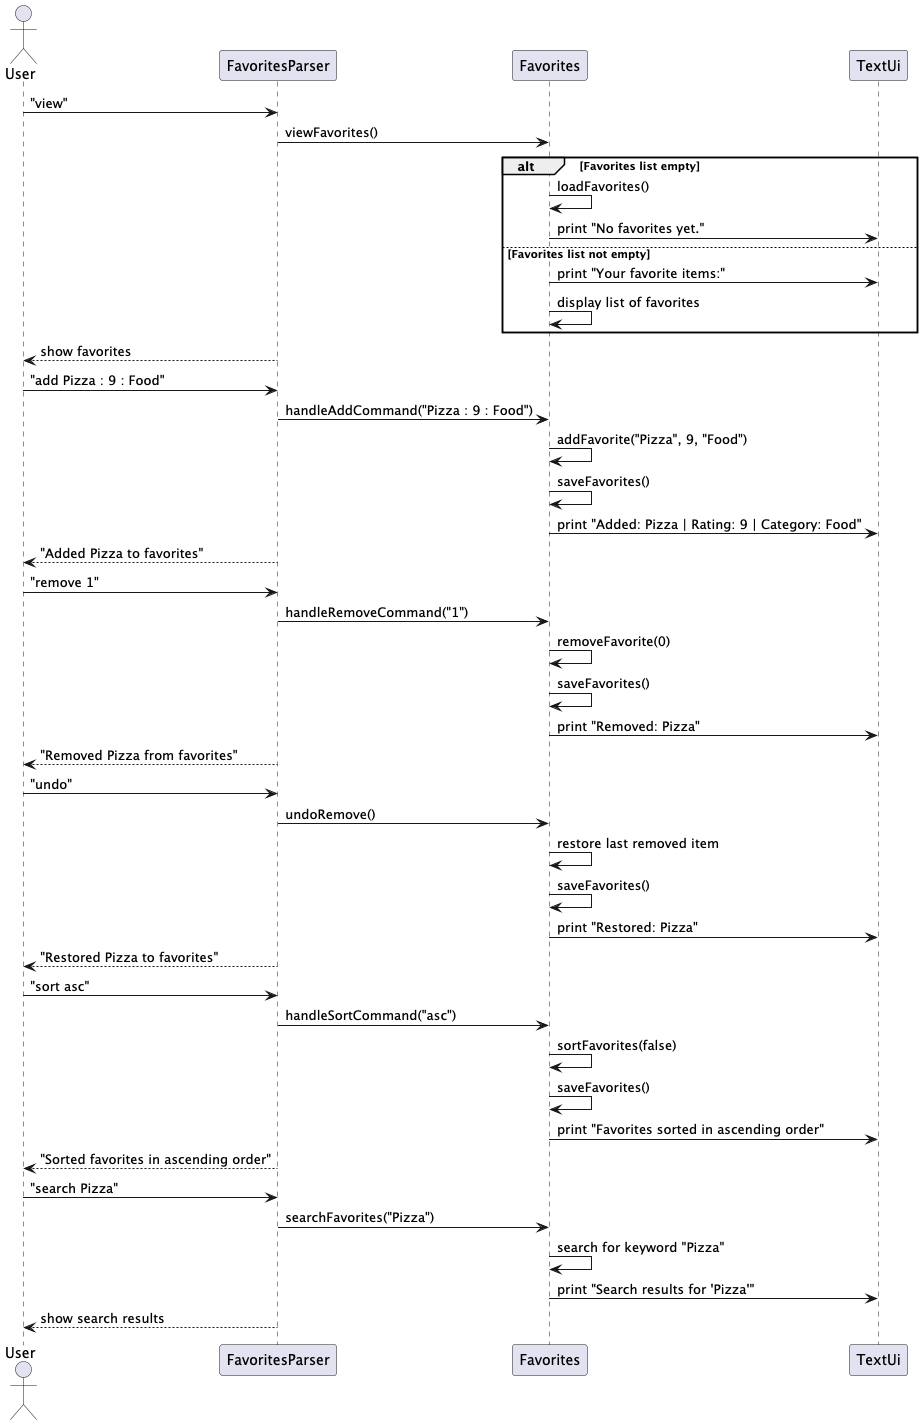 User
FavoritesParser
Favorites
TextUi
"view"
viewFavorites()
alt
[Favorites list empty]
loadFavorites()
print "No favorites yet."
[Favorites list not empty]
print "Your favorite items:"
display list of favorites
show favorites
"add Pizza : 9 : Food"
handleAddCommand("Pizza : 9 : Food")
addFavorite("Pizza", 9, "Food")
saveFavorites()
print "Added: Pizza | Rating: 9 | Category: Food"
"Added Pizza to favorites"
"remove 1"
handleRemoveCommand("1")
removeFavorite(0)
saveFavorites()
print "Removed: Pizza"
"Removed Pizza from favorites"
"undo"
undoRemove()
restore last removed item
saveFavorites()
print "Restored: Pizza"
"Restored Pizza to favorites"
"sort asc"
handleSortCommand("asc")
sortFavorites(false)
saveFavorites()
print "Favorites sorted in ascending order"
"Sorted favorites in ascending order"
"search Pizza"
searchFavorites("Pizza")
search for keyword "Pizza"
print "Search results for 'Pizza'"
show search results
User
FavoritesParser
Favorites
TextUi